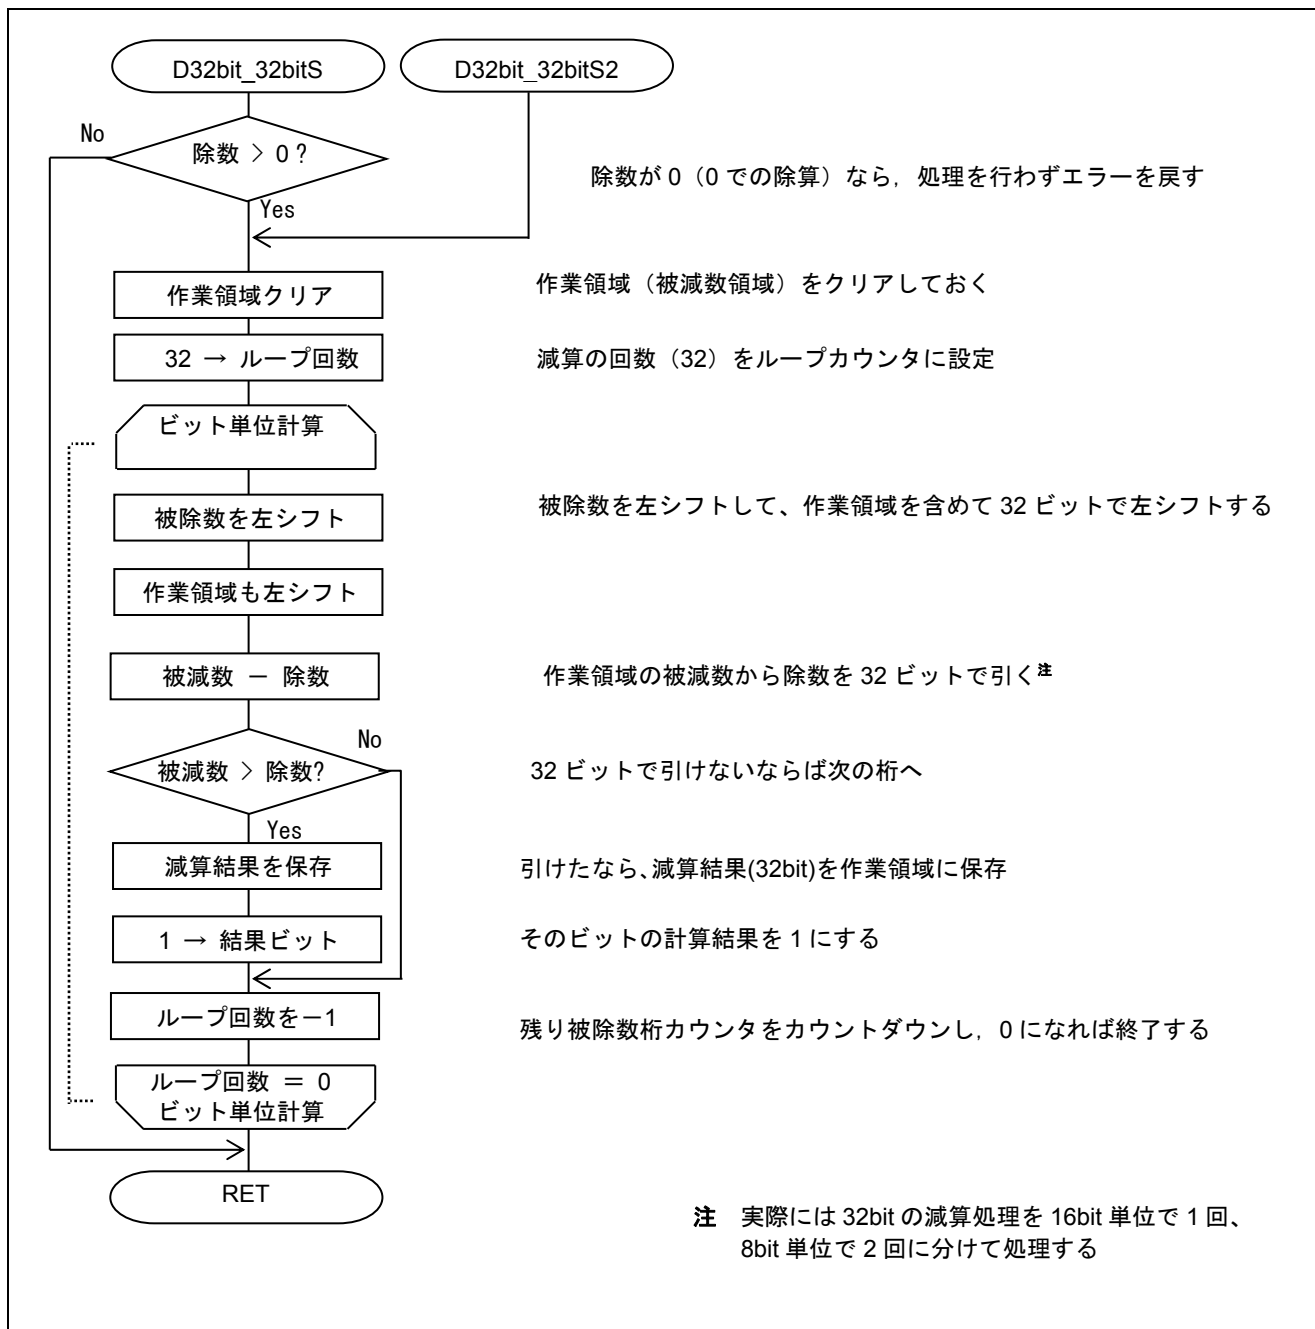 D32bit_32bitS
D32bit_32bitS2
No
除数 > 0?
除数が 0（0 での除算）なら，処理を行わずエラーを戻す
Yes
作業領域クリア
作業領域（被減数領域）をクリアしておく
32 → ループ回数
減算の回数（32）をループカウンタに設定
ビット単位計算
被除数を左シフト
被除数を左シフトして、作業領域を含めて 32 ビットで左シフトする
作業領域も左シフト
被減数 － 除数
作業領域の被減数から除数を 32 ビットで引く注
No
被減数 > 除数?
32 ビットで引けないならば次の桁へ
Yes
減算結果を保存
引けたなら、減算結果(32bit)を作業領域に保存
1 → 結果ビット
そのビットの計算結果を 1 にする
ループ回数を－1
残り被除数桁カウンタをカウントダウンし，0 になれば終了する
ループ回数 ＝ 0
ビット単位計算
RET
注 実際には 32bit の減算処理を 16bit 単位で 1 回、
8bit 単位で 2 回に分けて処理する